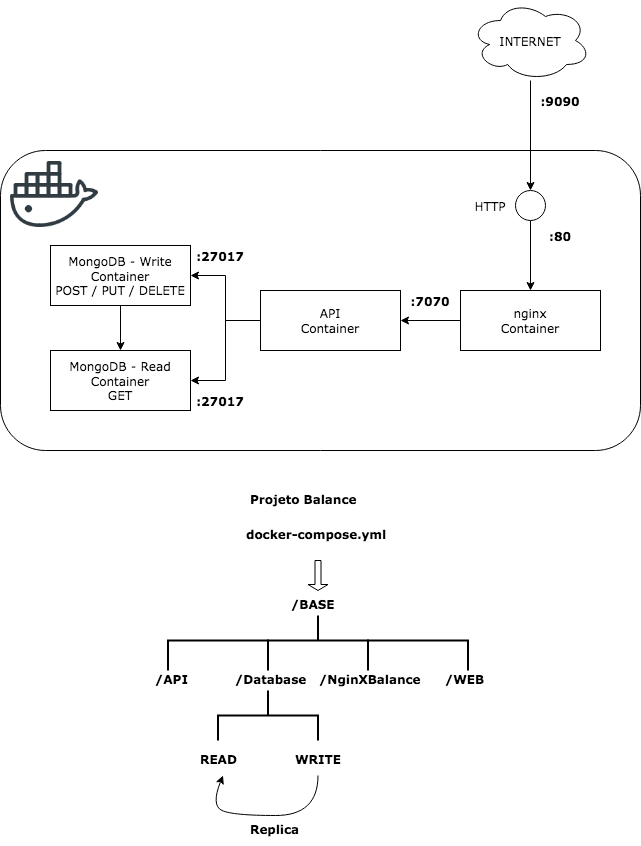 INTERNET
:9090
HTTP
:80
MongoDB - Write
Container
POST / PUT / DELETE
:27017
:7070
API
Container
nginx
Container
MongoDB - Read
Container
GET
:27017
Projeto Balance
docker-compose.yml
/BASE
/API
/Database
/NginXBalance
/WEB
READ
WRITE
Replica